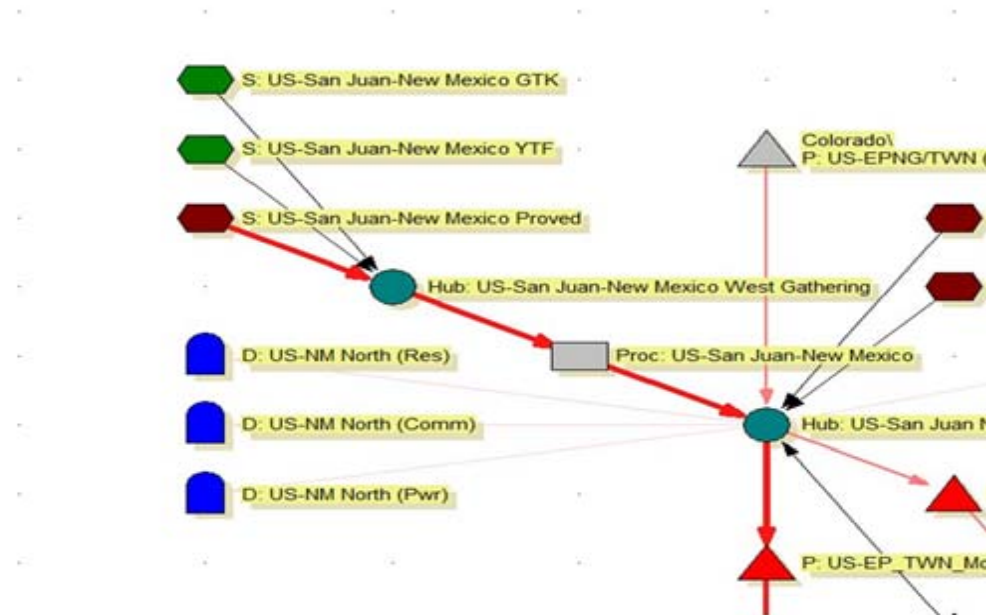 S: US-San Juan-New Mexico GTK
S: US-San Juan-New Mexico YTF
Colorado\
P: US-EPNG/TWN (
S: US-San Juan-New Mexico Proved
Hub: US-San Juan-New Mexico West Gathering
D: US-NM North (Res)
Proc: US-San Juan-New Mexico
D: US-NM North (Comm)
Hub: US-San Juan
D: US-NM North (Pwr)
P: US-EP_TWN_Mo